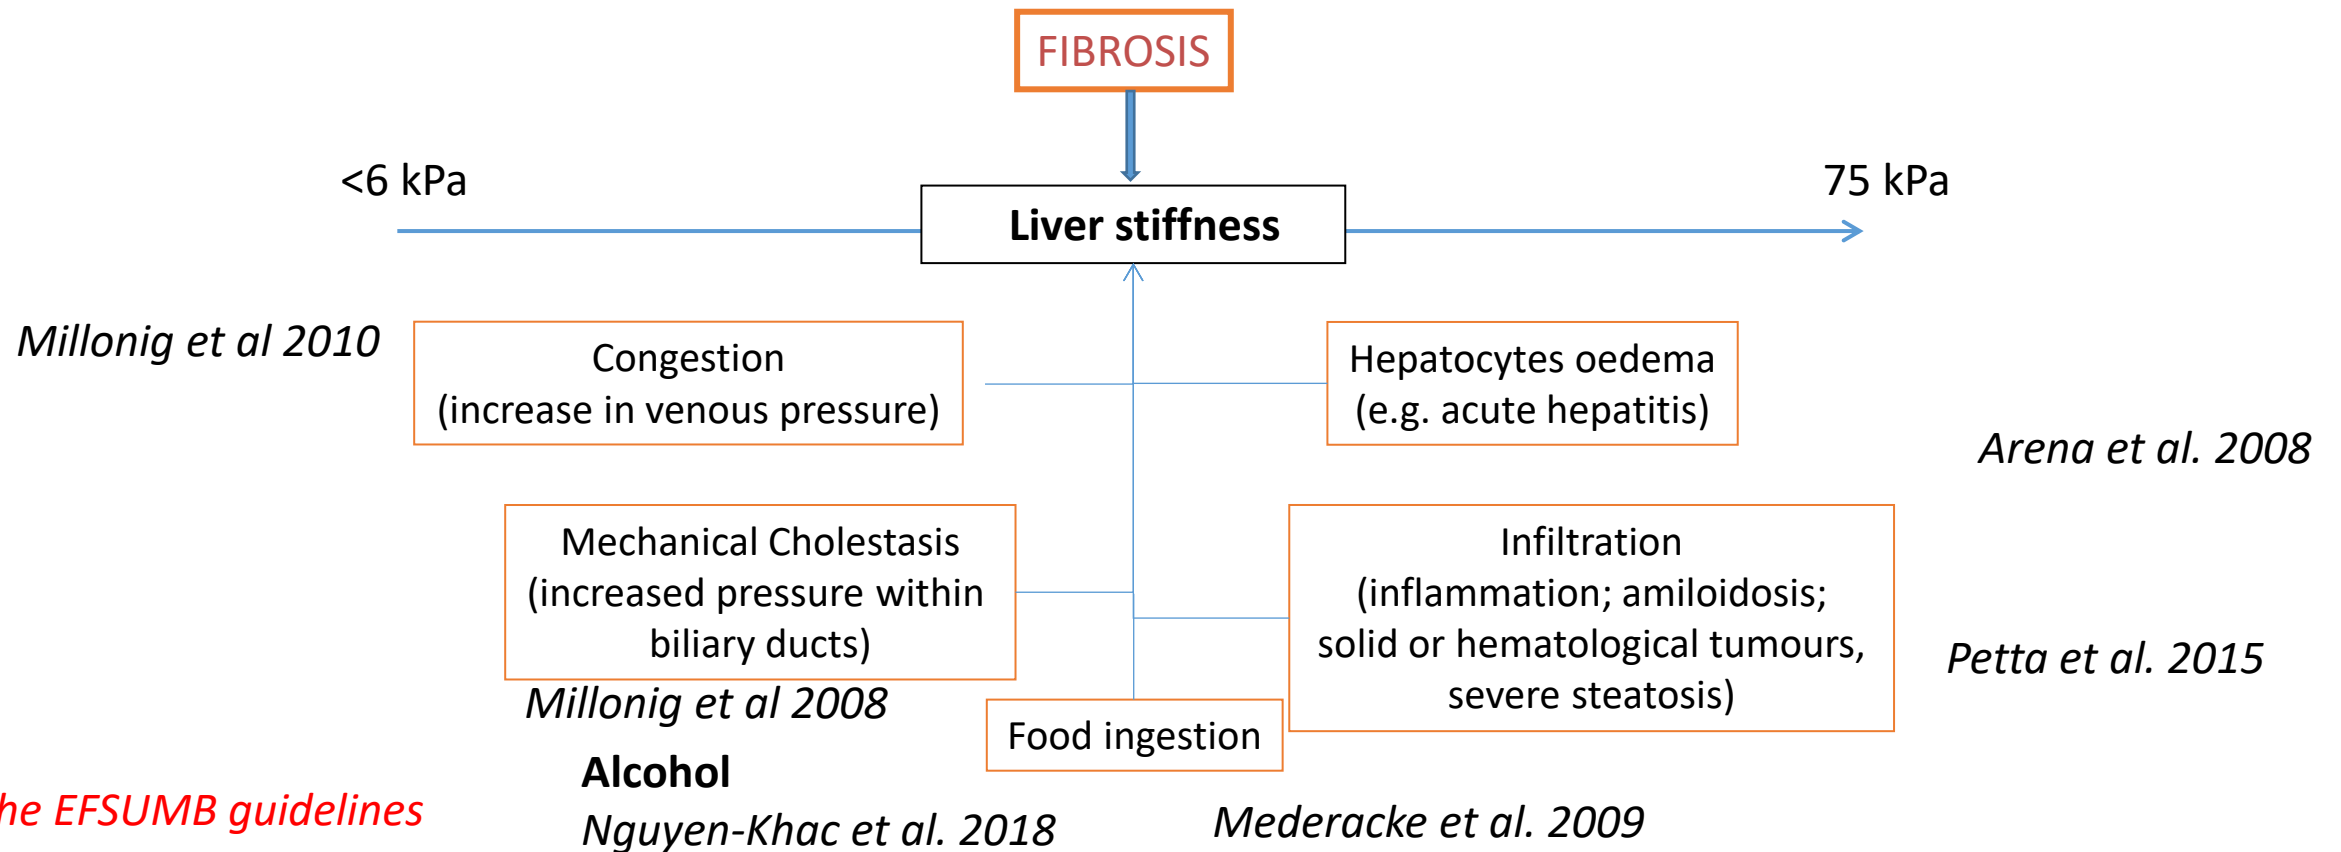 FIBROSIS
<6 kPa
75 kPa
Liver stiffness
Millonig et al 2010
Congestion
(increase in venous pressure)
Hepatocytes oedema
(e.g. acute hepatitis)
Arena et al. 2008
Mechanical Cholestasis
(increased pressure within
biliary ducts)
Millonig et al 2008
Infiltration
(inflammation; amiloidosis;
solid or hematological tumours,
severe steatosis)
Petta et al. 2015
Food ingestion
Alcohol
Nguyen-Khac et al. 2018
Mederacke et al. 2009
he EFSUMB guidelines